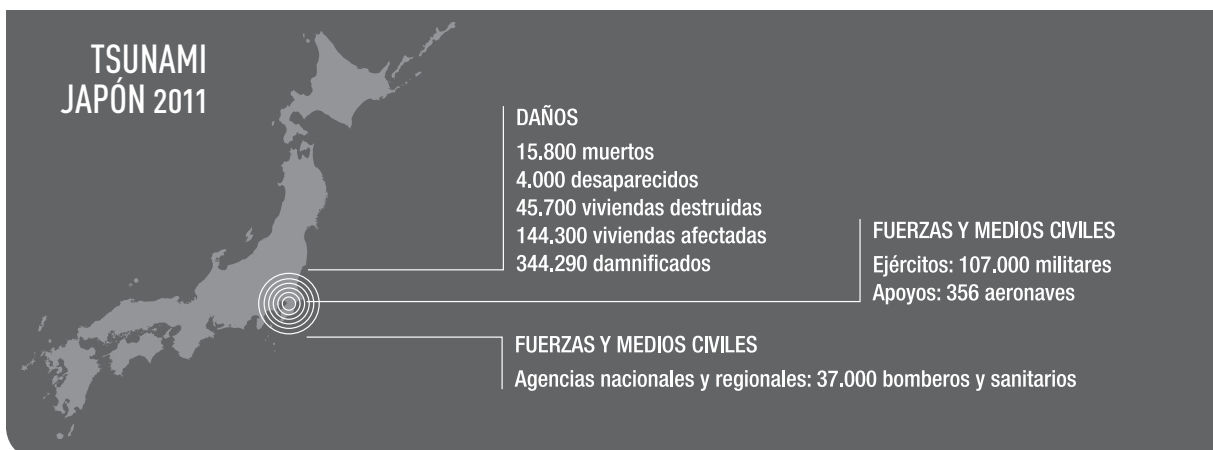 TSUNAMI
JAPÓN 2011
DAÑOS
15.800 muertos
4.000 desaparecidos
45.700 viviendas destruidas
144.300 viviendas afectadas
344.290 damnificados
FUERZAS Y MEDIOS CIVILES
Ejércitos: 107.000 militares
Apoyos: 356 aeronaves
FUERZAS Y MEDIOS CIVILES
Agencias nacionales y regionales: 37.000 bomberos y sanitarios